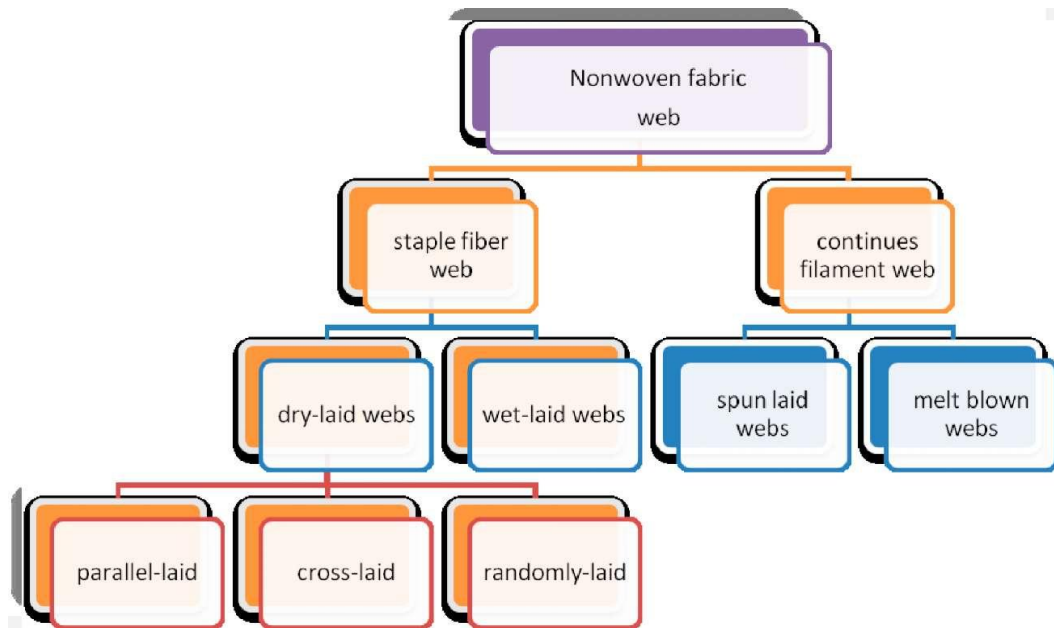 Nonwoven fabric
web
staple fiber
web
continues
filament web
dry-laid webs
wet-laid webs
spun laid
webs
melt blown
webs
parallel-laid
cross-laid
randomly-laid